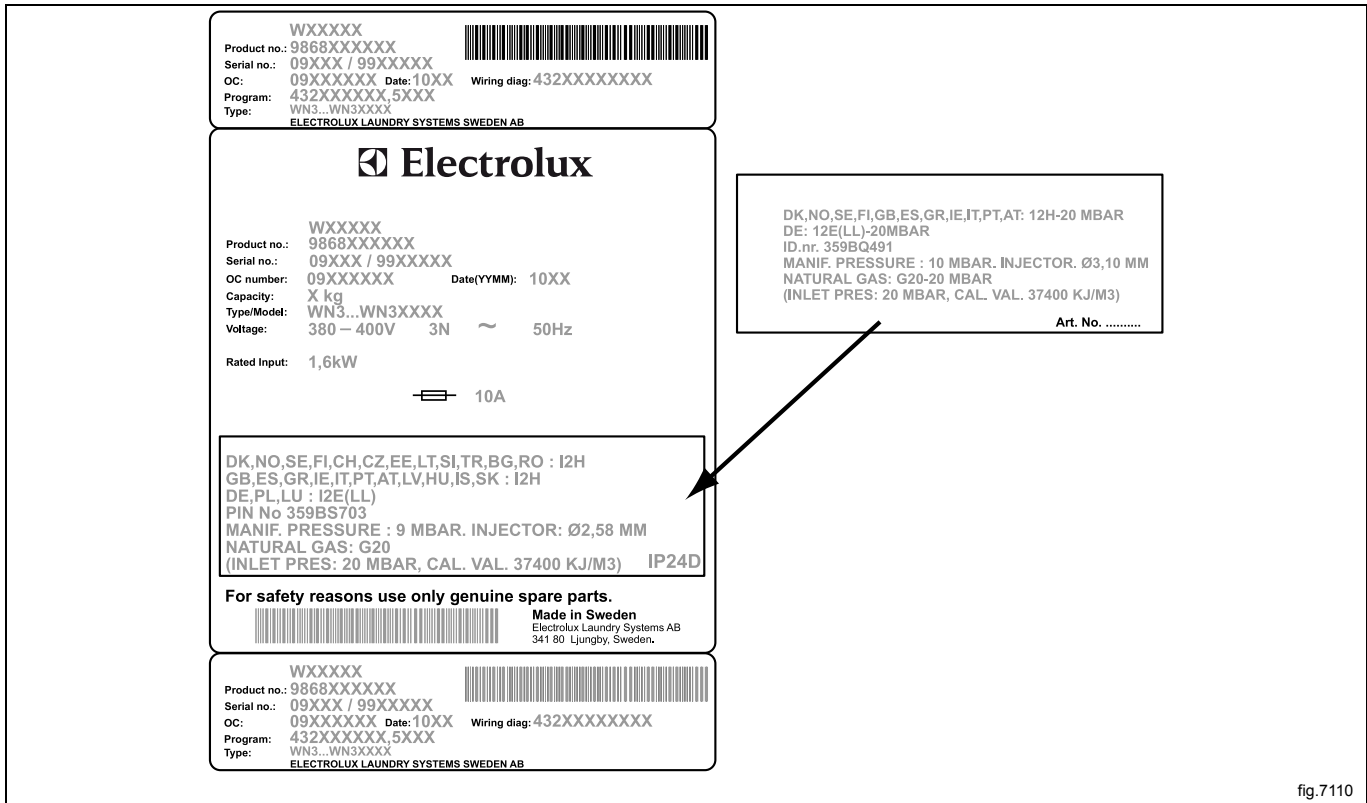 WXXXXX
Product no.: 9868XXXXXX
Serial no.: 09XXX / 99XXXXX
OC: 09XXXXXX Date: 10XX Wiring diag: 432XXXXXXXX
Program: 432XXXXXX,5XXX
Type: WN3...WN3XXXX
ELECTROLUX LAUNDRY SYSTEMS SWEDEN AB
Electrolux
WXXXXX
Product no.: 9868XXXXXX
Serial no.: 09XXX / 99XXXXX
OC number: 09XXXXXX Date(YYMM): 10XX
Capacity: X kg
Type/Model: WN3...WN3XXXX
Voltage: 380 – 400V 3N ~ 50Hz
Rated Input: 1,6kW
10A
DK,NO,SE,FI,CH,CZ,EE,LT,SI,TR,BG,RO : I2H
GB,ES,GR,IE,IT,PT,AT,LV,HU,IS,SK : I2H
DE,PL,LU : I2E(LL)
PIN No 359BS703
MANIF. PRESSURE : 9 MBAR. INJECTOR: Ø2,58 MM
NATURAL GAS: G20
(INLET PRES: 20 MBAR, CAL. VAL. 37400 KJ/M3) IP24D
For safety reasons use only genuine spare parts.
Made in Sweden
Electrolux Laundry Systems AB
341 80 Ljungby, Sweden.
WXXXXX
Product no.: 9868XXXXXX
Serial no.: 09XXX / 99XXXXX
OC: 09XXXXXX Date: 10XX Wiring diag: 432XXXXXXXX
Program: 432XXXXXX,5XXX
Type: WN3...WN3XXXX
ELECTROLUX LAUNDRY SYSTEMS SWEDEN AB
DK,NO,SE,FI,GB,ES,GR,IE,IT,PT,AT: 12H-20 MBAR
DE: 12E(LL)-20MBAR
ID.nr. 359BQ491
MANIF. PRESSURE : 10 MBAR. INJECTOR. Ø3,10 MM
NATURAL GAS: G20-20 MBAR
(INLET PRES: 20 MBAR, CAL. VAL. 37400 KJ/M3)
Art. No. ..........
fig.7110